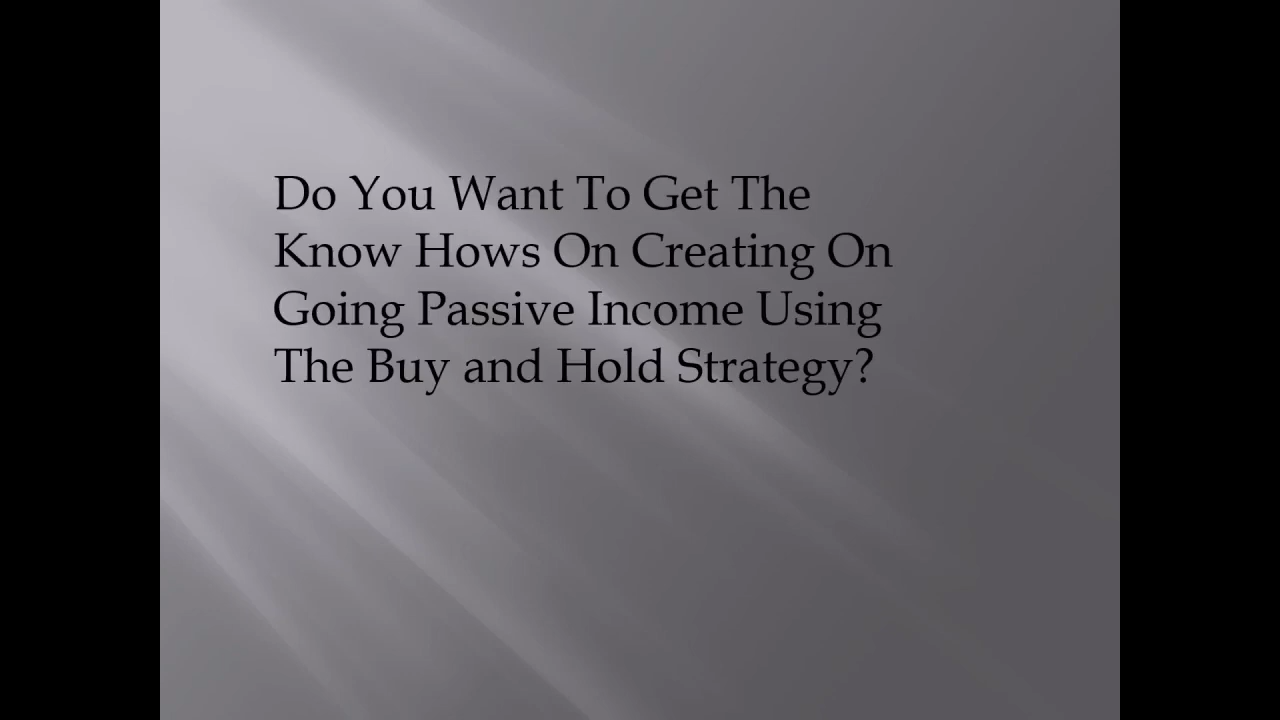 Do You Want To Get The
Know Hows On Creating On
Going Passive Income Using
The Buy and Hold Strategy?